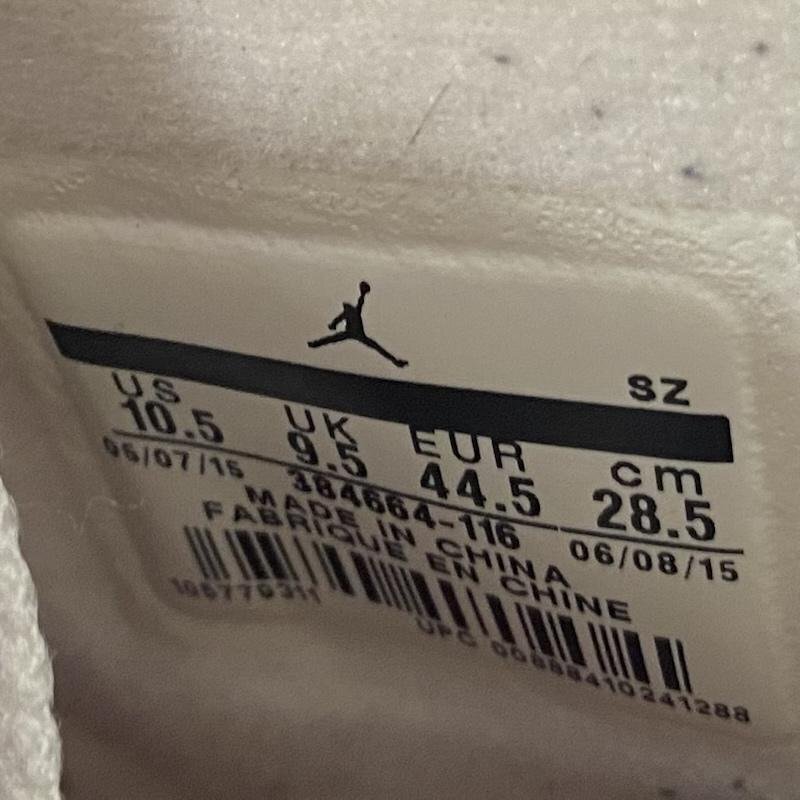 SZ
US UK EUR cm
10.5 9.5 44.5 28.5
05/07/15 384664-116 06/08/15
MADE IN CHINA
FABRIQUE EN CHINE
UPC 00888410241288